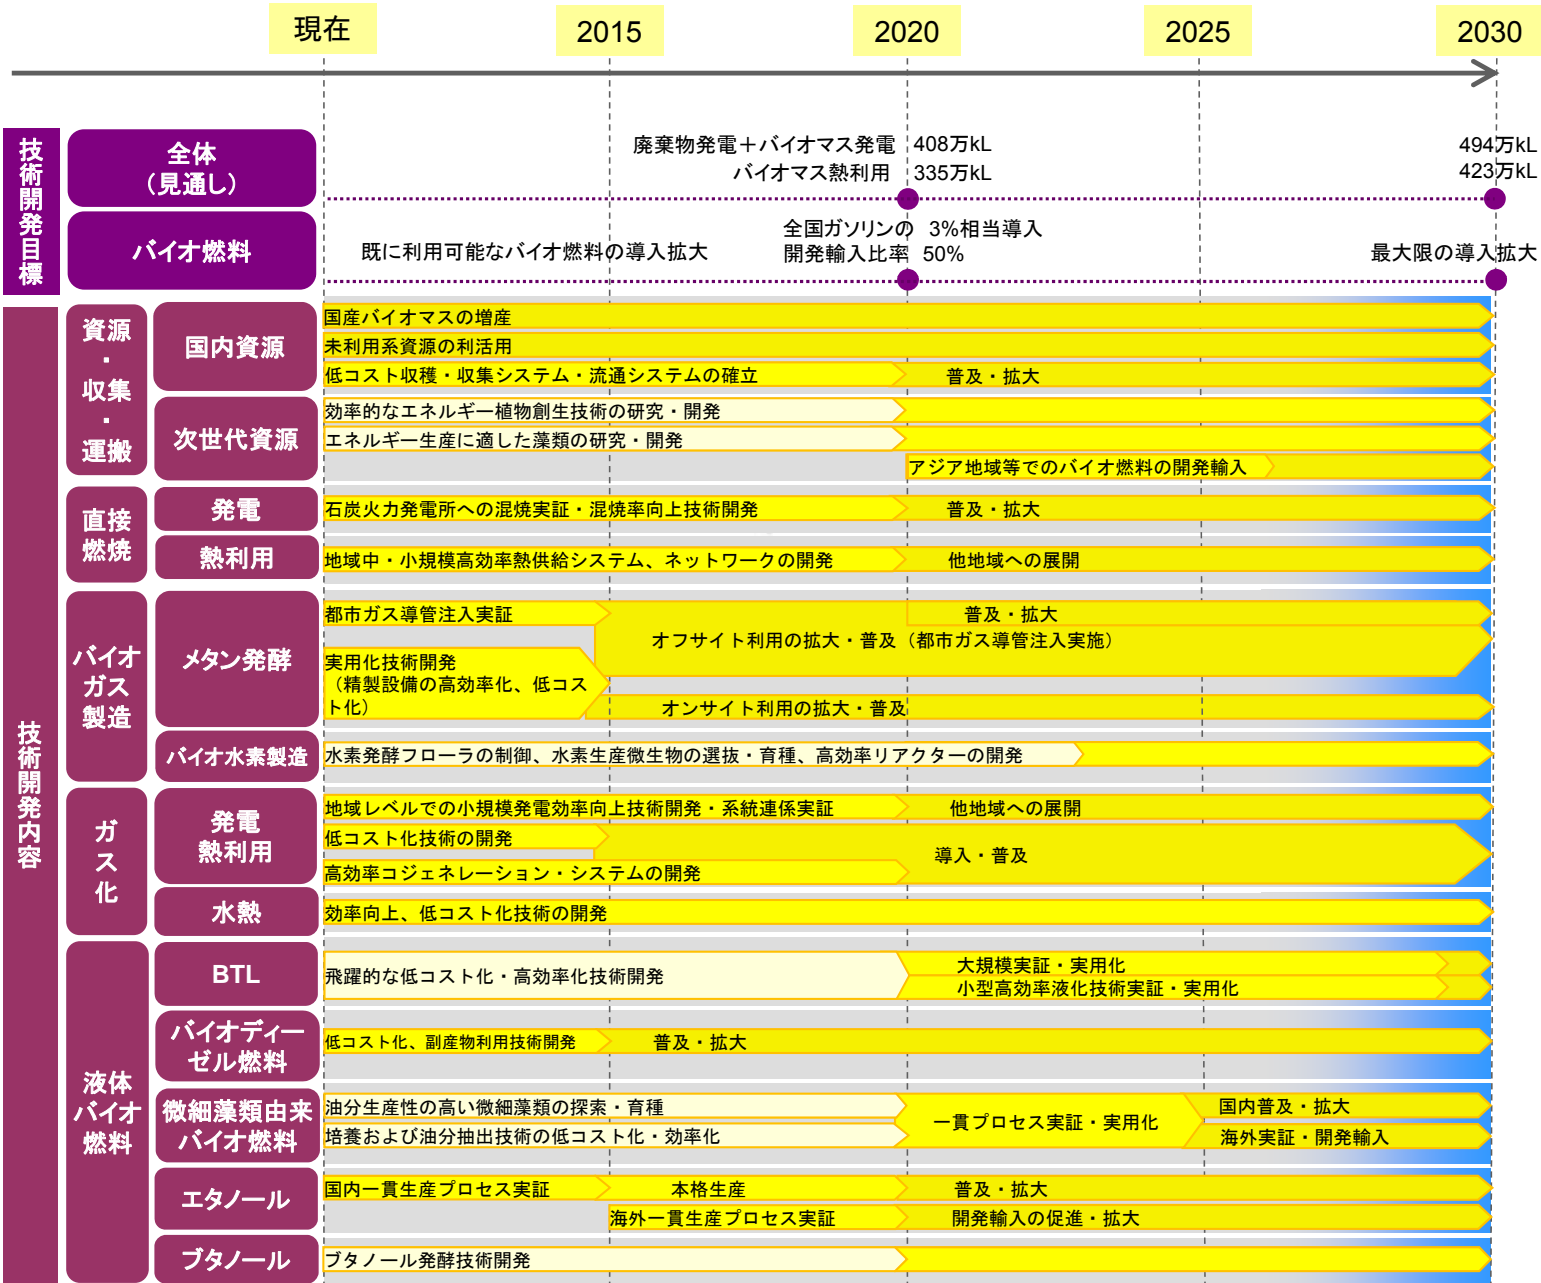 現在
2015
2020
2025
2030
技術開発目標
全体
（見通し）
廃棄物発電＋バイオマス発電 408万kL
バイオマス熱利用 335万kL
494万kL
423万kL
バイオ燃料
既に利用可能なバイオ燃料の導入拡大
全国ガソリンの 3%相当導入
開発輸入比率 50%
最大限の導入拡大
技術開発内容
資源・収集・運搬
国内資源
国産バイオマスの増産
未利用系資源の利活用
低コスト収穫・収集システム・流通システムの確立
普及・拡大
次世代資源
効率的なエネルギー植物創生技術の研究・開発
エネルギー生産に適した藻類の研究・開発
アジア地域等でのバイオ燃料の開発輸入
直接
燃焼
発電
石炭火力発電所への混焼実証・混焼率向上技術開発
普及・拡大
熱利用
地域中・小規模高効率熱供給システム、ネットワークの開発
他地域への展開
バイオ
ガス
製造
メタン発酵
都市ガス導管注入実証
普及・拡大
オフサイト利用の拡大・普及（都市ガス導管注入実施）
実用化技術開発
（精製設備の高効率化、低コス
ト化）
オンサイト利用の拡大・普及
バイオ水素製造
水素発酵フローラの制御、水素生産微生物の選抜・育種、高効率リアクターの開発
ガス化
発電
熱利用
地域レベルでの小規模発電効率向上技術開発・系統連係実証
他地域への展開
低コスト化技術の開発
導入・普及
高効率コジェネレーション・システムの開発
水熱
効率向上、低コスト化技術の開発
液体
バイオ
燃料
BTL
飛躍的な低コスト化・高効率化技術開発
大規模実証・実用化
小型高効率液化技術実証・実用化
バイオディー
ゼル燃料
低コスト化、副産物利用技術開発
普及・拡大
微細藻類由来
バイオ燃料
油分生産性の高い微細藻類の探索・育種
培養および油分抽出技術の低コスト化・効率化
一貫プロセス実証・実用化
国内普及・拡大
海外実証・開発輸入
エタノール
国内一貫生産プロセス実証
本格生産
普及・拡大
海外一貫生産プロセス実証
開発輸入の促進・拡大
ブタノール
ブタノール発酵技術開発